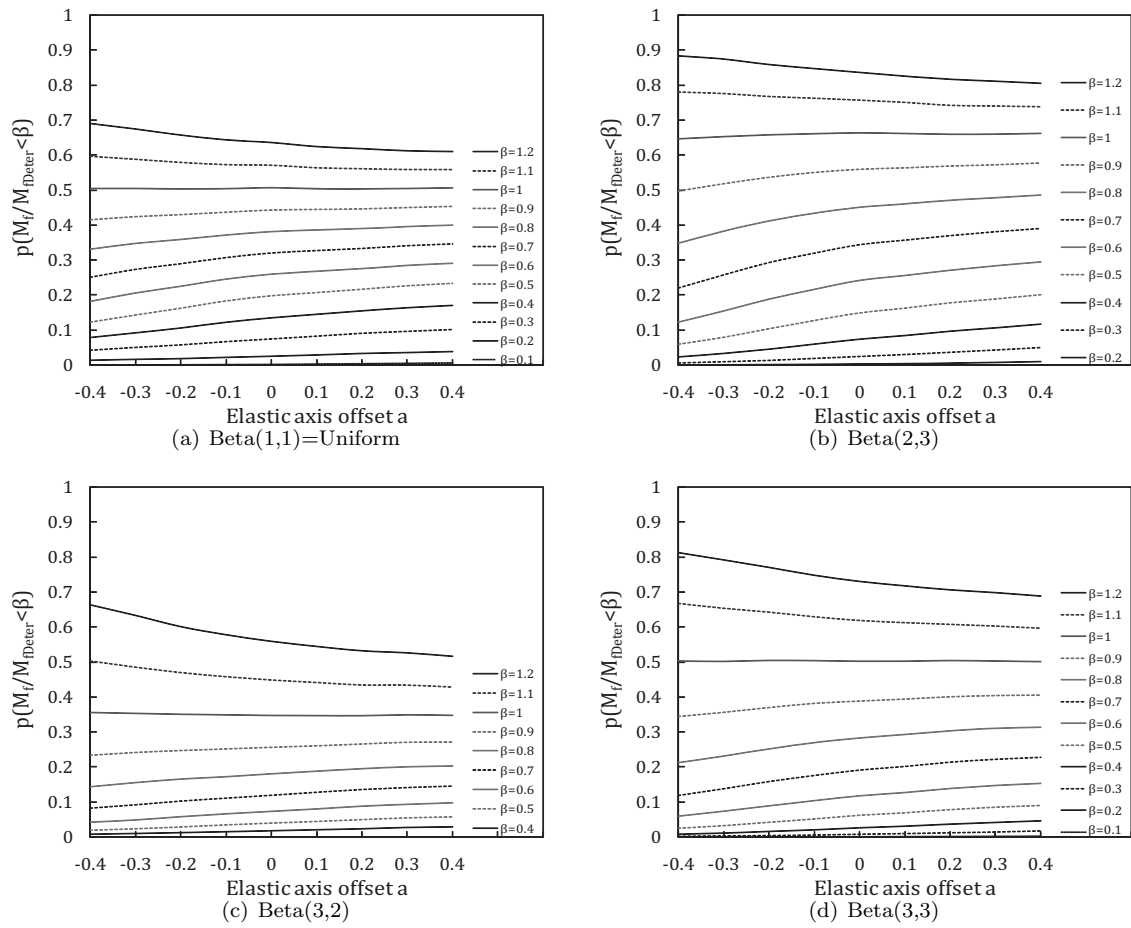 1
0.9
0.8
0.7
0.6
0.5
0.4
0.3
0.2
0.1
0
p(M_f/M_fDeter<β)
β=1.2
β=1.1
β=1
β=0.9
β=0.8
β=0.7
β=0.6
β=0.5
β=0.4
β=0.3
β=0.2
β=0.1
-0.4 -0.3 -0.2 -0.1 0 0.1 0.2 0.3 0.4
Elastic axis offset a
(a) Beta(1,1)=Uniform
1
0.9
0.8
0.7
0.6
0.5
0.4
0.3
0.2
0.1
0
p(M_f/M_fDeter<β)
β=1.2
β=1.1
β=1
β=0.9
β=0.8
β=0.7
β=0.6
β=0.5
β=0.4
β=0.3
β=0.2
-0.4 -0.3 -0.2 -0.1 0 0.1 0.2 0.3 0.4
Elastic axis offset a
(b) Beta(2,3)
1
0.9
0.8
0.7
0.6
0.5
0.4
0.3
0.2
0.1
0
p(M_f/M_fDeter<β)
β=1.2
β=1.1
β=1
β=0.9
β=0.8
β=0.7
β=0.6
β=0.5
β=0.4
-0.4 -0.3 -0.2 -0.1 0 0.1 0.2 0.3 0.4
Elastic axis offset a
(c) Beta(3,2)
1
0.9
0.8
0.7
0.6
0.5
0.4
0.3
0.2
0.1
0
p(M_f/M_fDeter<β)
β=1.2
β=1.1
β=1
β=0.9
β=0.8
β=0.7
β=0.6
β=0.5
β=0.4
β=0.3
β=0.2
β=0.1
-0.4 -0.3 -0.2 -0.1 0 0.1 0.2 0.3 0.4
Elastic axis offset a
(d) Beta(3,3)